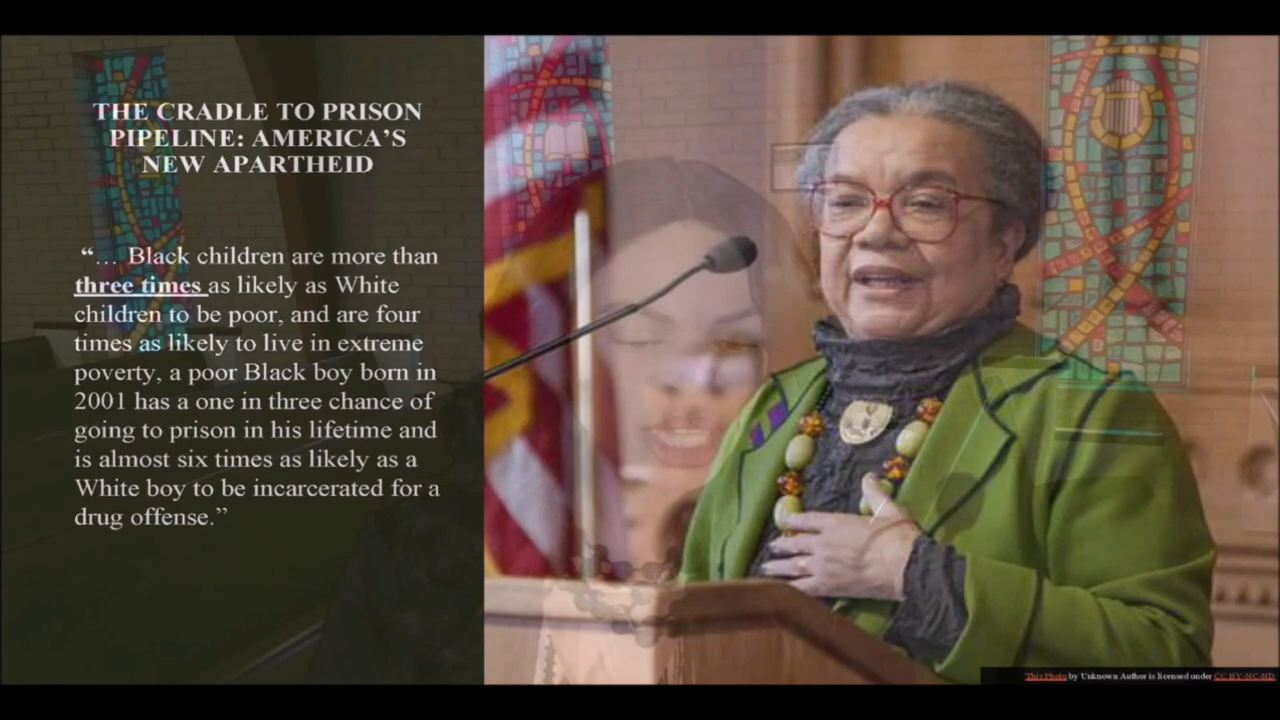 THE CRADLE TO PRISON
PIPELINE: AMERICA’S
NEW APARTHEID
“… Black children are more than
three times as likely as White
children to be poor, and are four
times as likely to live in extreme
poverty, a poor Black boy born in
2001 has a one in three chance of
going to prison in his lifetime and
is almost six times as likely as a
White boy to be incarcerated for a
drug offense.”
This Photo by Unknown Author is licensed under CC BY-NC-ND